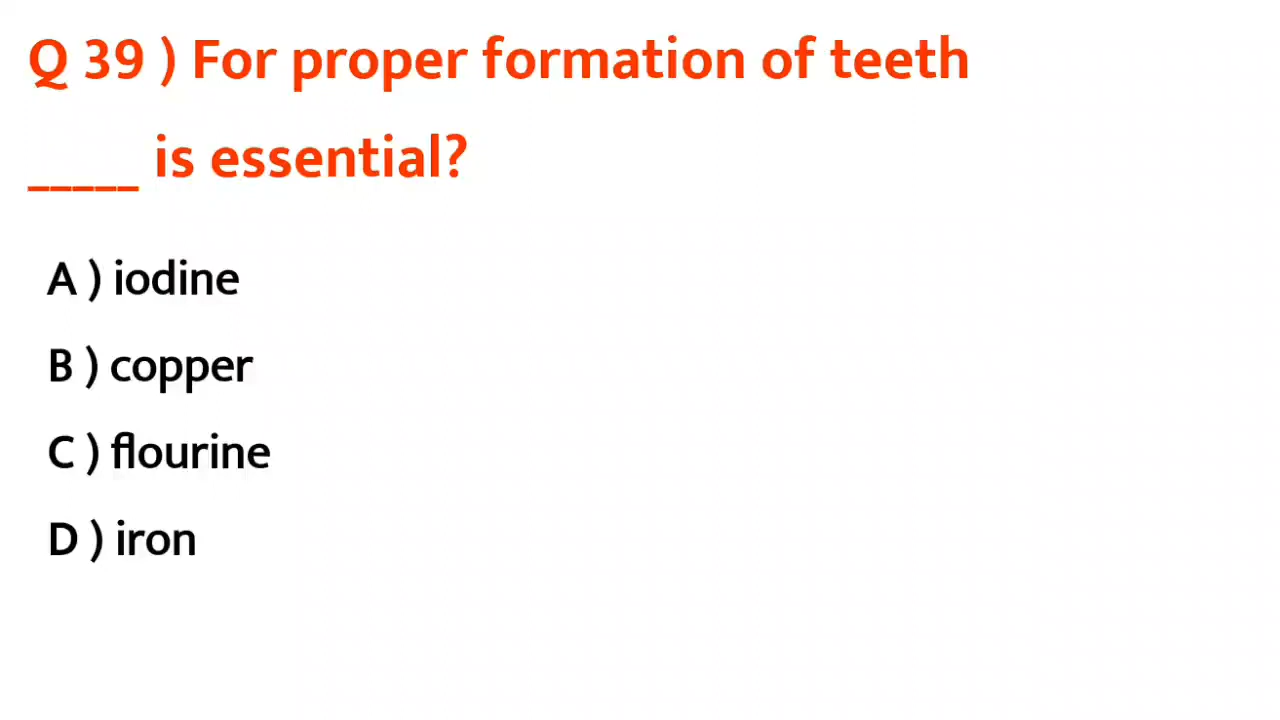 Q 39 ) For proper formation of teeth
_____ is essential?
A ) iodine
B ) copper
C ) flourine
D ) iron